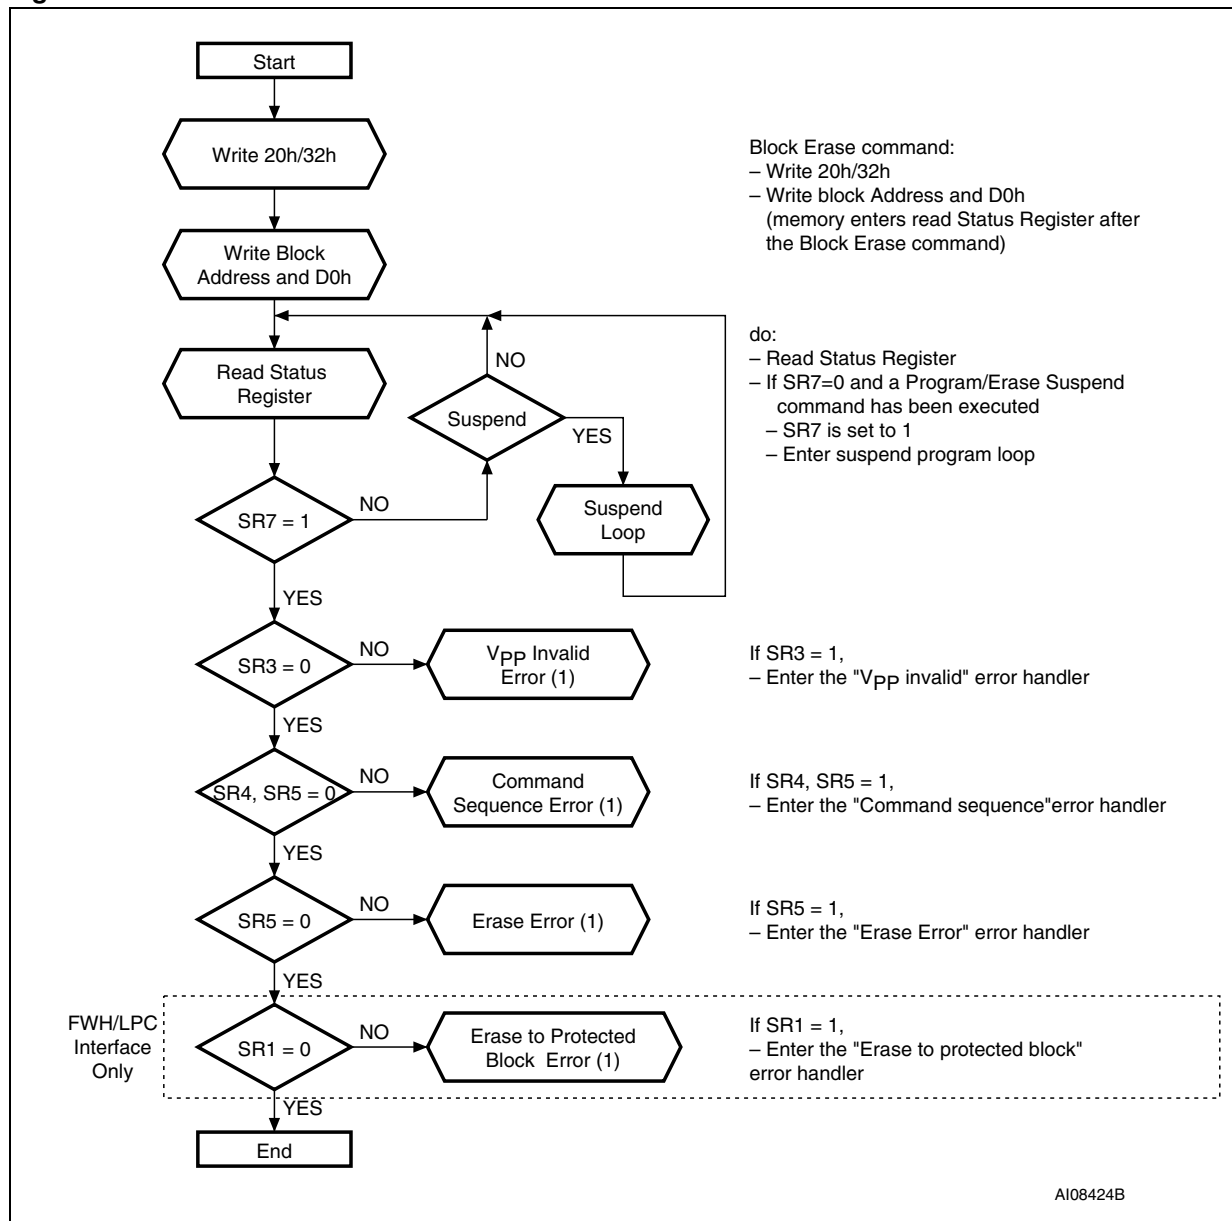 Start
Write 20h/32h
Block Erase command:
– Write 20h/32h
– Write block Address and D0h
(memory enters read Status Register after
the Block Erase command)
Write Block
Address and D0h
do:
– Read Status Register
– If SR7=0 and a Program/Erase Suspend
command has been executed
– SR7 is set to 1
– Enter suspend program loop
Read Status
Register
NO
Suspend
YES
Suspend
Loop
SR7 = 1
NO
YES
SR3 = 0
NO
VPP Invalid
Error (1)
If SR3 = 1,
– Enter the "VPP invalid" error handler
YES
SR4, SR5 = 0
NO
Command
Sequence Error (1)
If SR4, SR5 = 1,
– Enter the "Command sequence"error handler
YES
SR5 = 0
NO
Erase Error (1)
If SR5 = 1,
– Enter the "Erase Error" error handler
YES
FWH/LPC
Interface
Only
SR1 = 0
NO
Erase to Protected
Block Error (1)
If SR1 = 1,
– Enter the "Erase to protected block"
error handler
YES
End
AI08424B